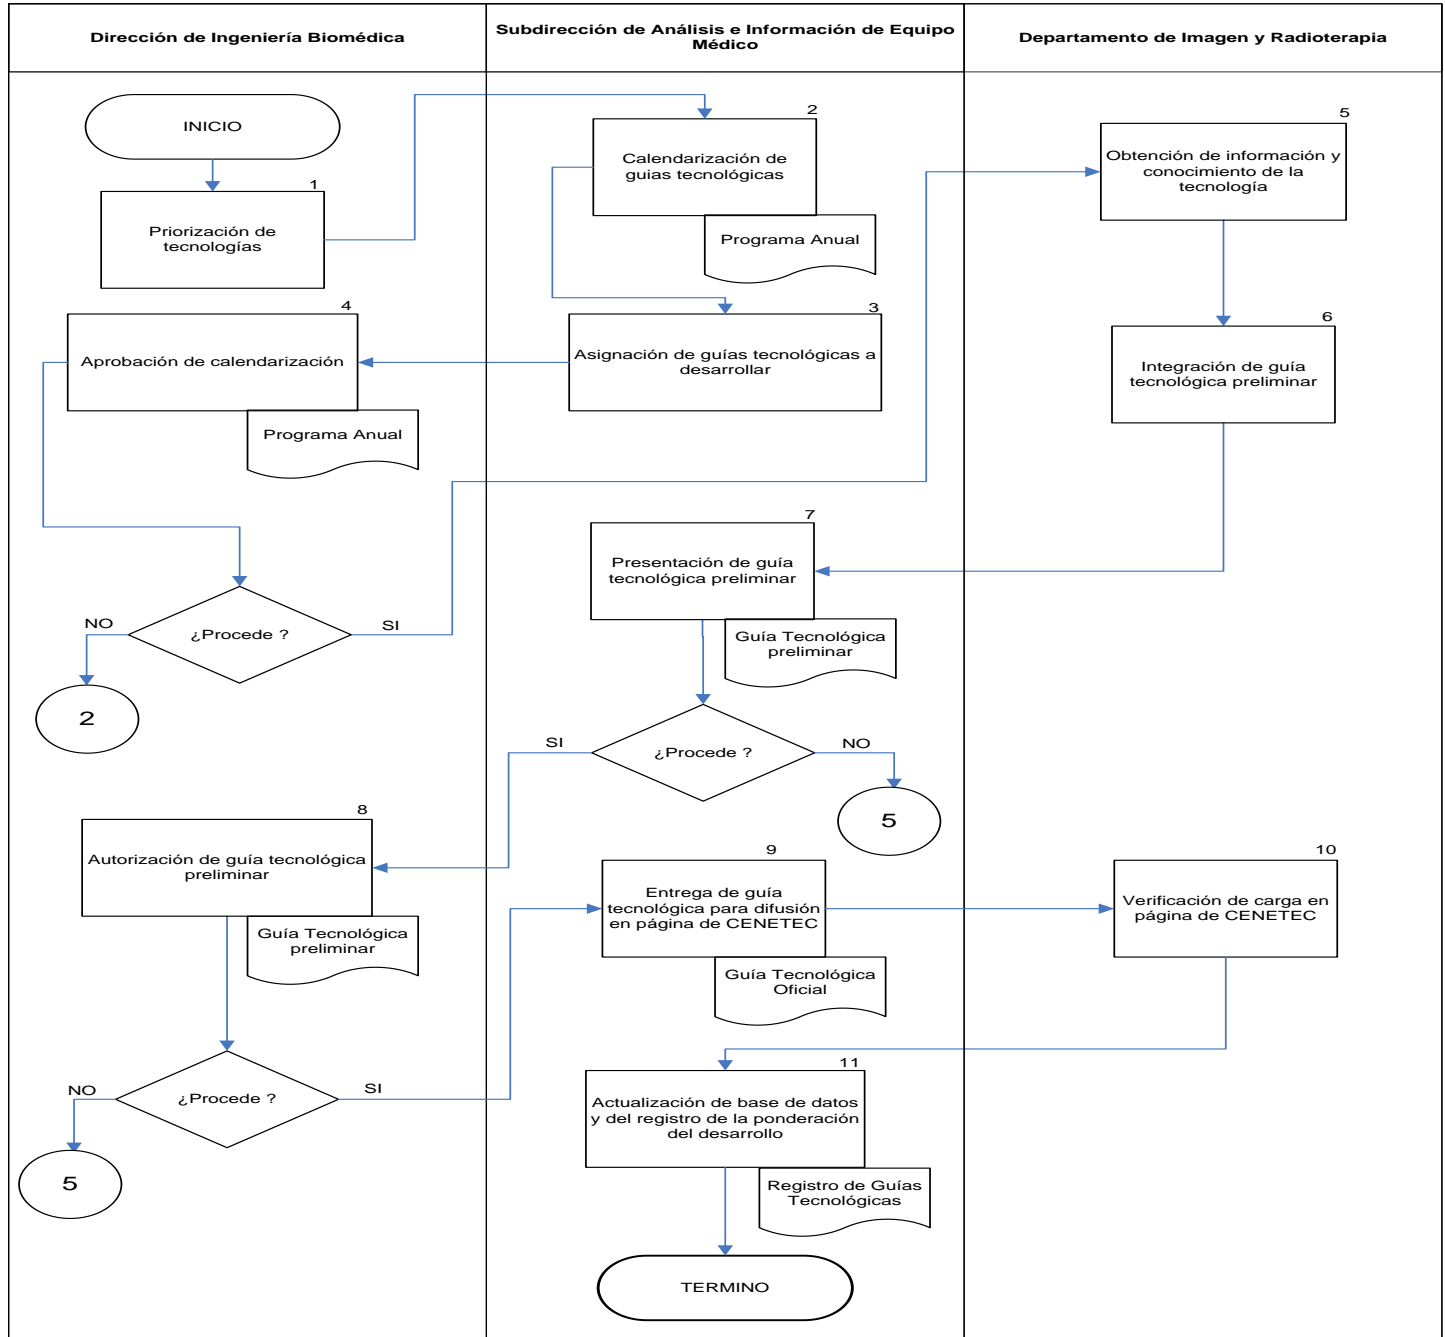 Dirección de Ingeniería Biomédica
Subdirección de Análisis e Información de Equipo
Médico
Departamento de Imagen y Radioterapia
INICIO
1
Priorización de
tecnologías
2
Calendarización de
guias tecnológicas
Programa Anual
3
Asignación de guías tecnológicas a
desarrollar
4
Aprobación de calendarización
Programa Anual
¿Procede ?
NO
SI
2
5
Obtención de información y
conocimiento de la
tecnología
6
Integración de guía
tecnológica preliminar
7
Presentación de guía
tecnológica preliminar
Guía Tecnológica
preliminar
¿Procede ?
SI
NO
5
8
Autorización de guía tecnológica
preliminar
Guía Tecnológica
preliminar
¿Procede ?
NO
SI
5
9
Entrega de guía
tecnológica para difusión
en página de CENETEC
Guía Tecnológica
Oficial
10
Verificación de carga en
página de CENETEC
11
Actualización de base de datos
y del registro de la ponderación
del desarrollo
Registro de Guías
Tecnológicas
TERMINO